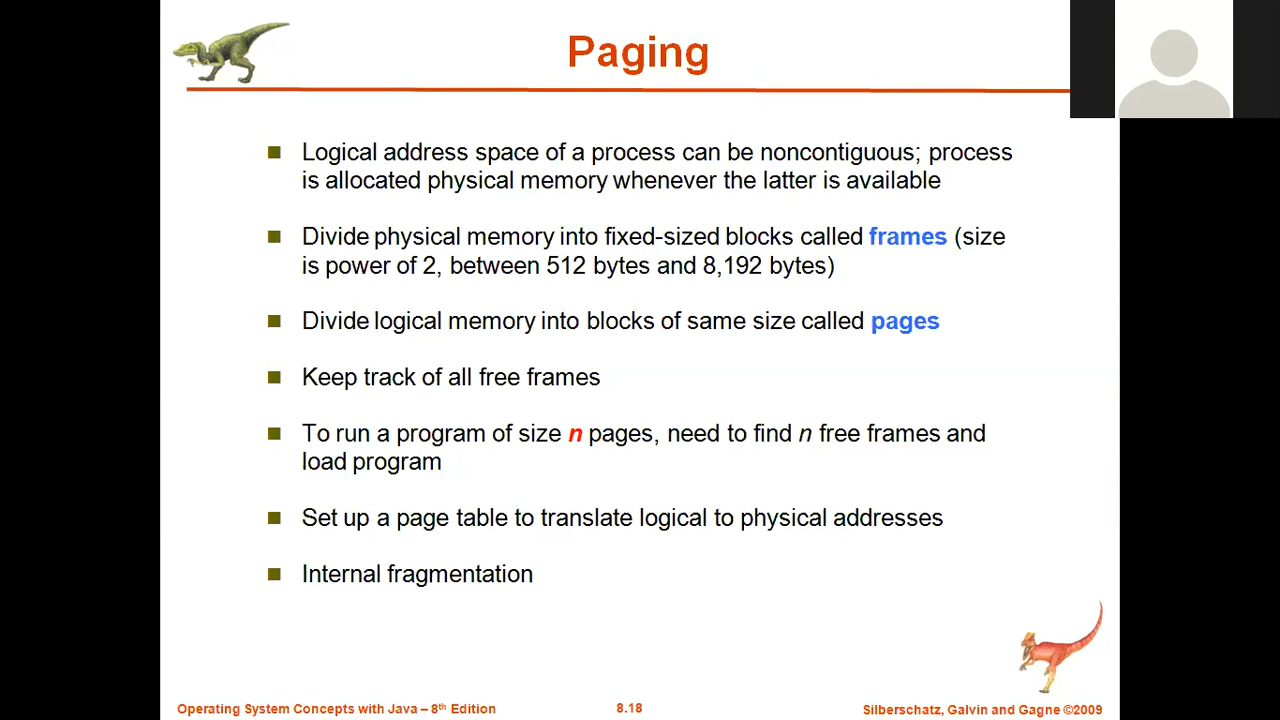 Paging
Logical address space of a process can be noncontiguous; process
is allocated physical memory whenever the latter is available
Divide physical memory into fixed-sized blocks called frames (size
is power of 2, between 512 bytes and 8,192 bytes)
Divide logical memory into blocks of same size called pages
Keep track of all free frames
To run a program of size n pages, need to find n free frames and
load program
Set up a page table to translate logical to physical addresses
Internal fragmentation
Operating System Concepts with Java – 8th Edition
8.18
Silberschatz, Galvin and Gagne ©2009